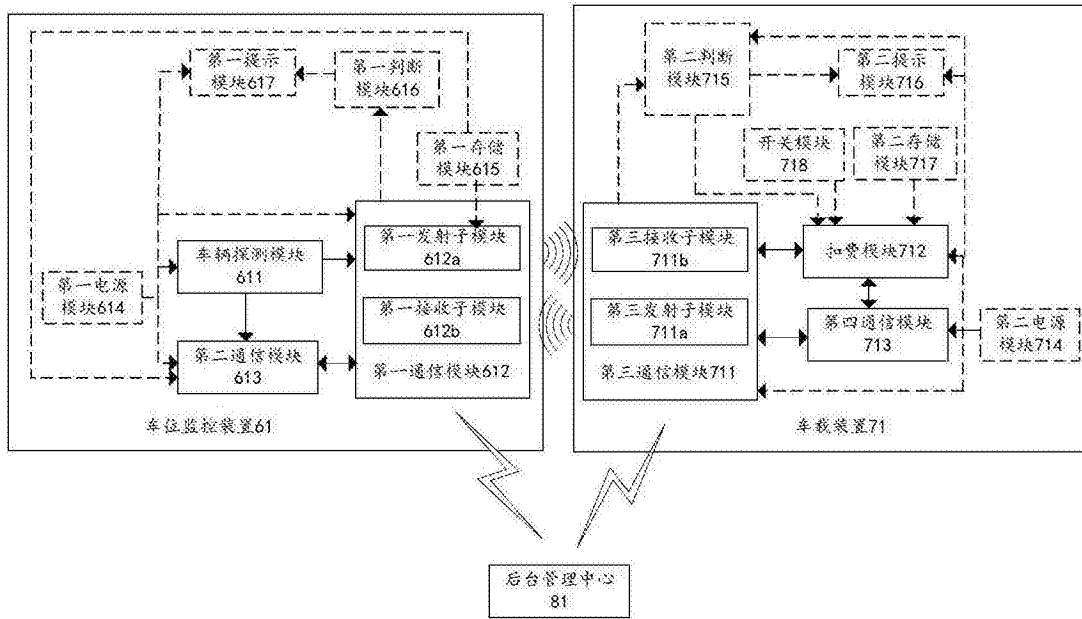 第一提示
模块617
第一判断
模块616
第一存储
模块615
第一发射子模块
612a
车辆探测模块
611
第一电源
模块614
第一接收子模块
612b
第二通信模块
613
第一通信模块612
车位监控装置61
第二判断
模块715
第二提示
模块716
开关模块
718
第二存储
模块717
第三接收子模块
711b
扣费模块712
第三发射子模块
711a
第四通信模块
713
第二电源
模块714
第三通信模块711
车载装置71
后台管理中心
81